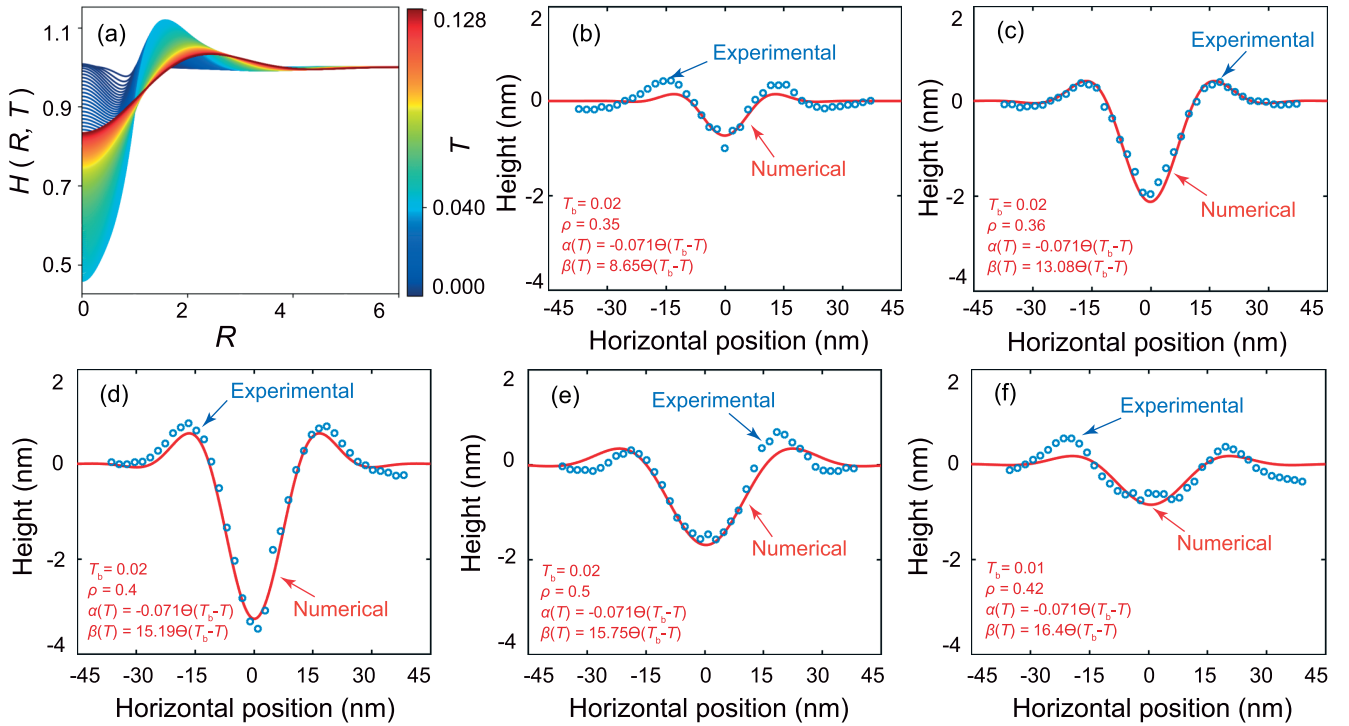 (a)
1.1
0.9
0.7
0.5
H ( R, T )
0
2
4
6
R
0.128
0.040
0.000
T
(b)
Experimental
Numerical
2
0
-2
-4
Height (nm)
T_b = 0.02
ρ = 0.35
α(T) = -0.071Θ(T_b-T)
β(T) = 8.65Θ(T_b-T)
-45 -30 -15 0 15 30 45
Horizontal position (nm)
(c)
Experimental
Numerical
2
0
-2
-4
Height (nm)
T_b = 0.02
ρ = 0.36
α(T) = -0.071Θ(T_b-T)
β(T) = 13.08Θ(T_b-T)
-45 -30 -15 0 15 30 45
Horizontal position (nm)
(d)
Experimental
Numerical
2
0
-2
-4
Height (nm)
T_b = 0.02
ρ = 0.4
α(T) = -0.071Θ(T_b-T)
β(T) = 15.19Θ(T_b-T)
-45 -30 -15 0 15 30 45
Horizontal position (nm)
(e)
Experimental
Numerical
2
0
-2
-4
Height (nm)
T_b = 0.02
ρ = 0.5
α(T) = -0.071Θ(T_b-T)
β(T) = 15.75Θ(T_b-T)
-45 -30 -15 0 15 30 45
Horizontal position (nm)
(f)
Experimental
Numerical
2
0
-2
-4
Height (nm)
T_b = 0.01
ρ = 0.42
α(T) = -0.071Θ(T_b-T)
β(T) = 16.4Θ(T_b-T)
-45 -30 -15 0 15 30 45
Horizontal position (nm)